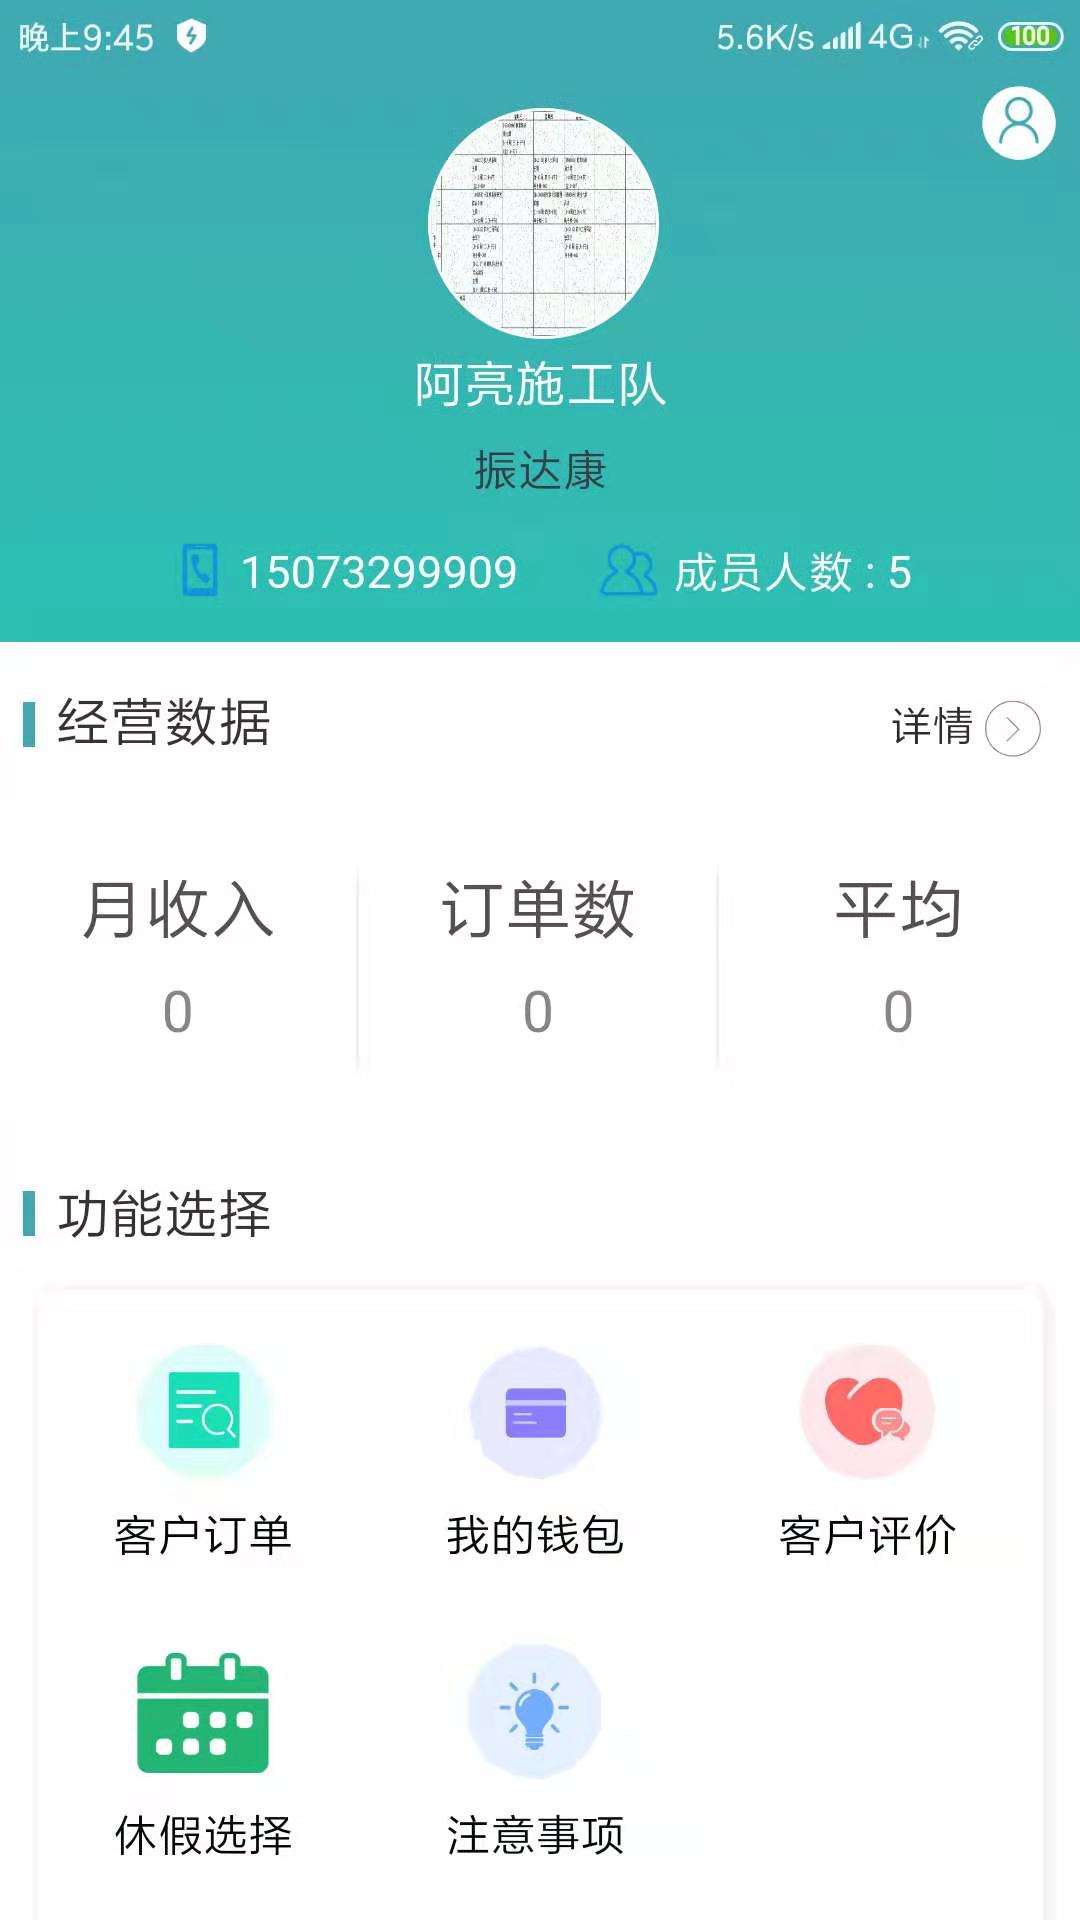 晚上9:45
5.6K/s 4G 100
阿亮施工队
振达康
15073299909 成员人数 : 5
经营数据 详情
月收入 订单数 平均
0 0 0
功能选择
客户订单 我的钱包 客户评价
休假选择 注意事项